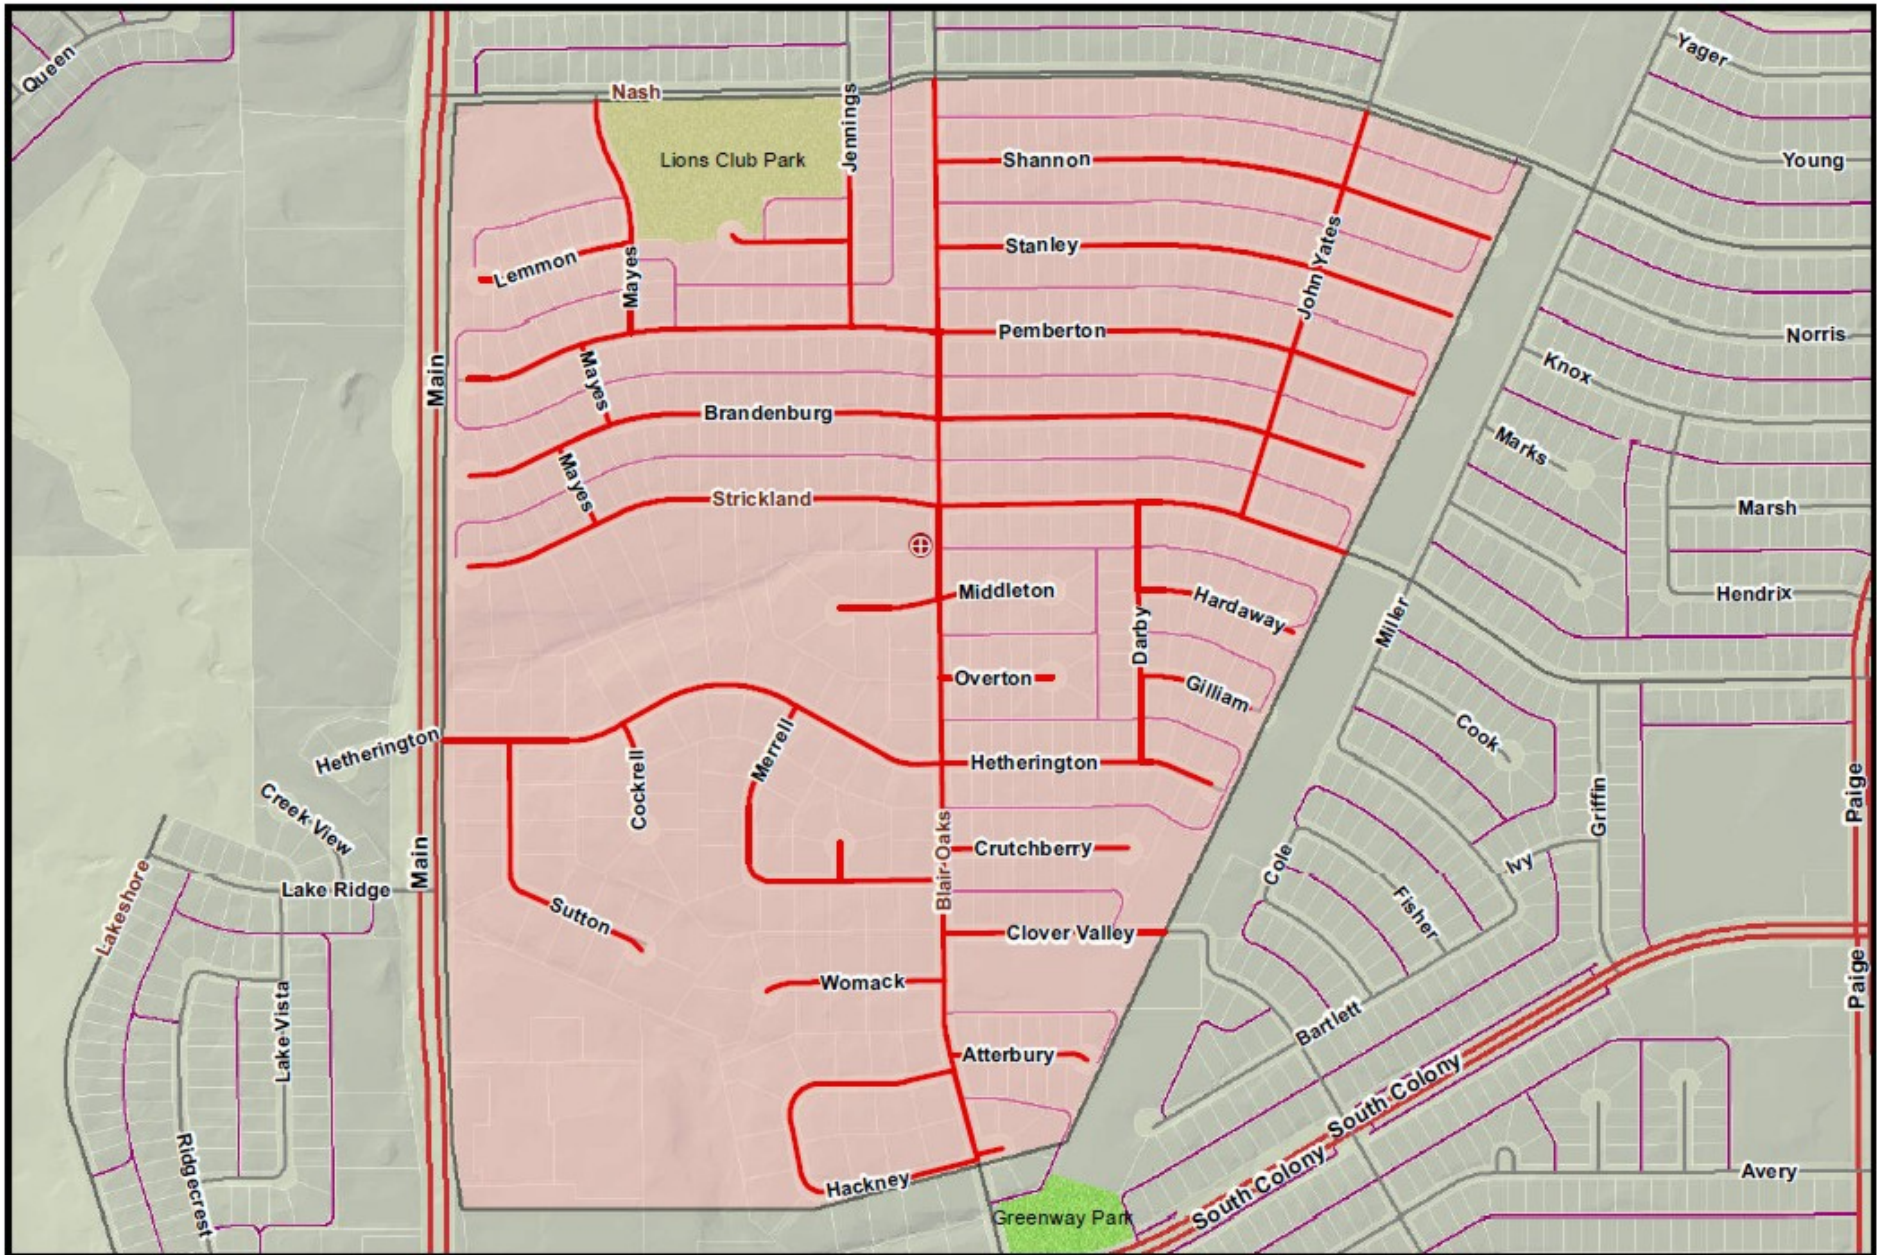 Queen
Yager
Nash
Jennings
Lions Club Park
Shannon
Young
Stanley
John Yates
Lemmon
Mayes
Pemberton
Norris
Main
Mayes
Knox
Brandenburg
Marks
Mayes
Strickland
Marsh
Middleton
Hardaway
Hendrix
Miller
Darby
Overton
Gilliam
Cook
Hetherington
Hetherington
Merrell
Cockrell
Griffin
Paige
Creek View
Main
Blair Oaks
Crutchberry
Cole
Ivy
Lake Ridge
Lakeshore
Sutton
Fisher
Clover Valley
Womack
Paige
Lake Vista
Bartlett
Atterbury
South Colony
Ridgecrest
Hackney
South Colony
Avery
Greenway Park